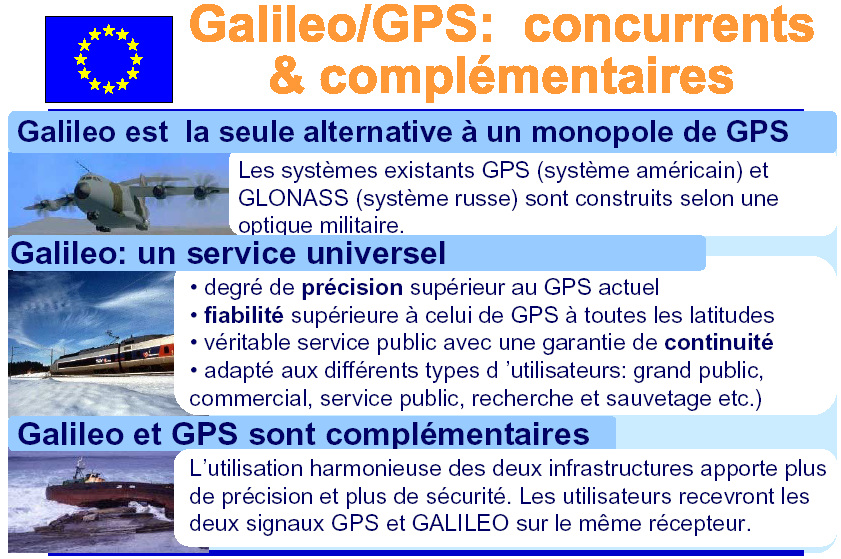 Galileo/GPS: concurrents
& complémentaires
Galileo est la seule alternative à un monopole de GPS
Les systèmes existants GPS (système américain) et
GLONASS (système russe) sont construits selon une
optique militaire.
Galileo: un service universel
• degré de précision supérieur au GPS actuel
• fiabilité supérieure à celui de GPS à toutes les latitudes
• véritable service public avec une garantie de continuité
• adapté aux différents types d ’utilisateurs: grand public,
commercial, service public, recherche et sauvetage etc.)
Galileo et GPS sont complémentaires
L’utilisation harmonieuse des deux infrastructures apporte plus
de précision et plus de sécurité. Les utilisateurs recevront les
deux signaux GPS et GALILEO sur le même récepteur.